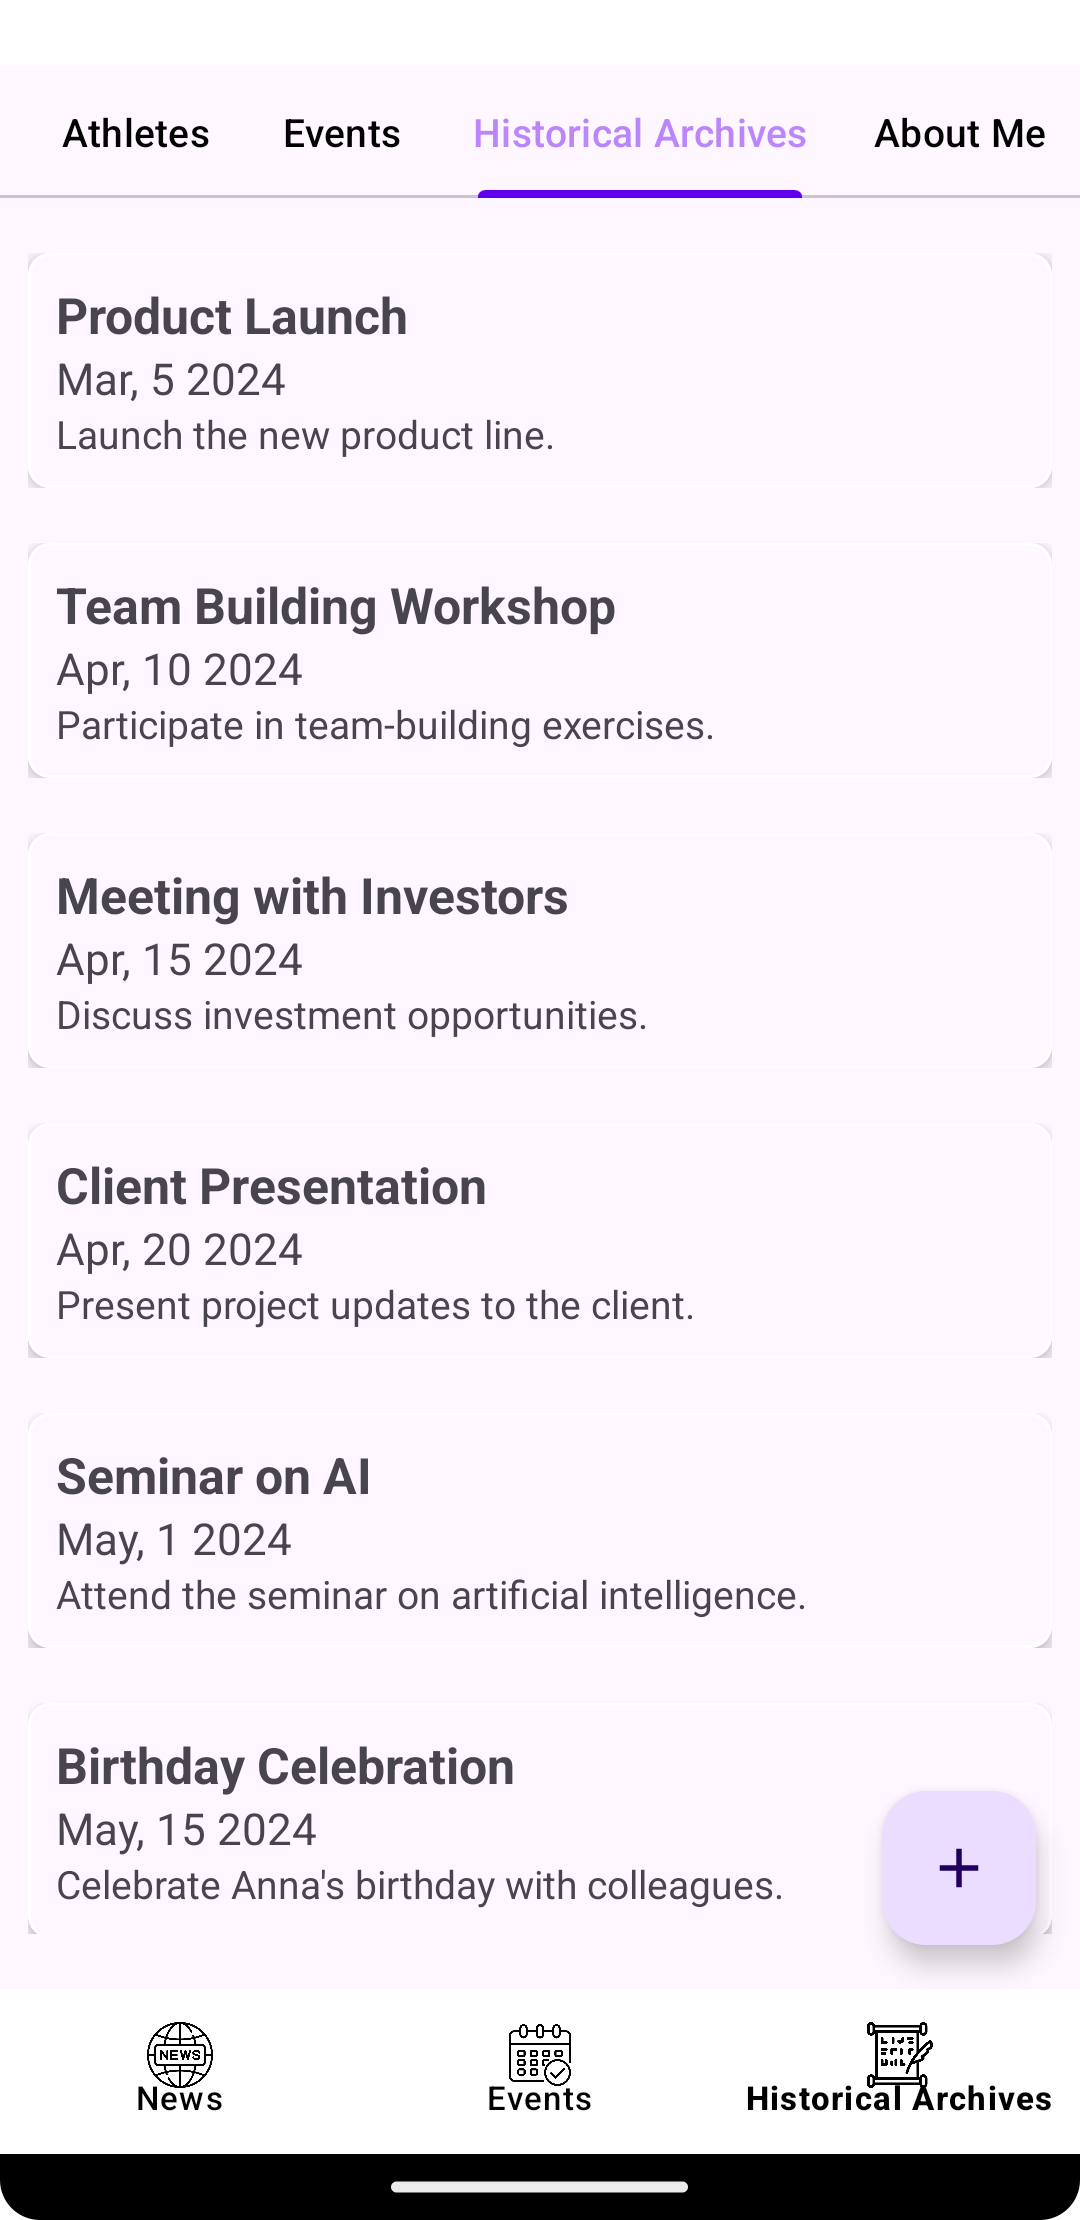 Athletes Events Historical Archives About Me
Product Launch
Mar, 5 2024
Launch the new product line.
Team Building Workshop
Apr, 10 2024
Participate in team-building exercises.
Meeting with Investors
Apr, 15 2024
Discuss investment opportunities.
Client Presentation
Apr, 20 2024
Present project updates to the client.
Seminar on AI
May, 1 2024
Attend the seminar on artificial intelligence.
Birthday Celebration
May, 15 2024
Celebrate Anna's birthday with colleagues.
+
NEWS
News Events Historical Archives